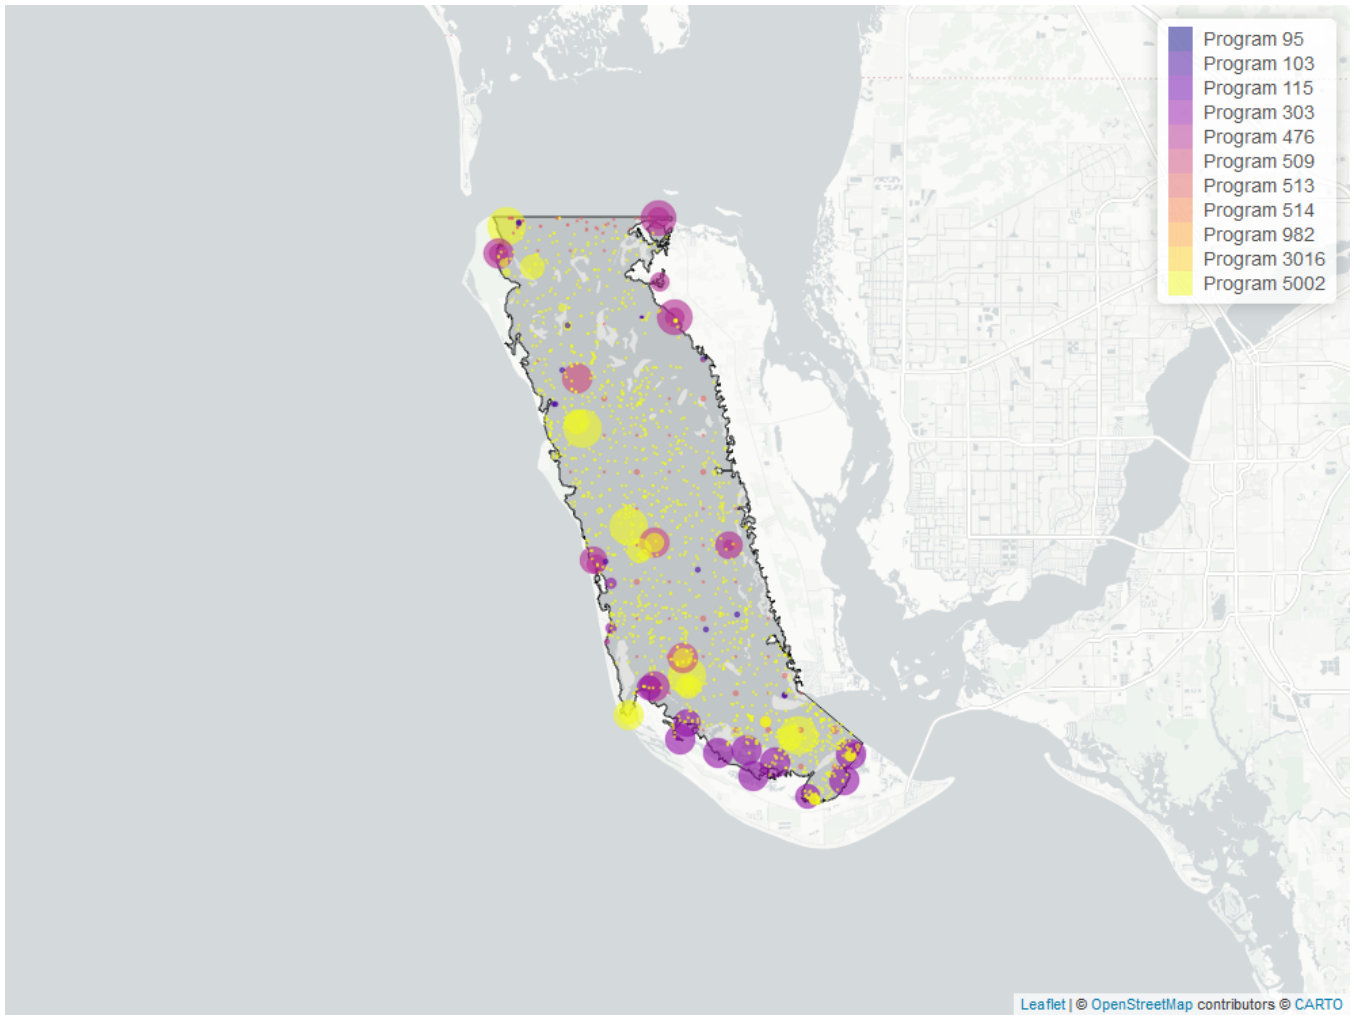 Program 95
Program 103
Program 115
Program 303
Program 476
Program 509
Program 513
Program 514
Program 982
Program 3016
Program 5002
Leaflet | © OpenStreetMap contributors © CARTO